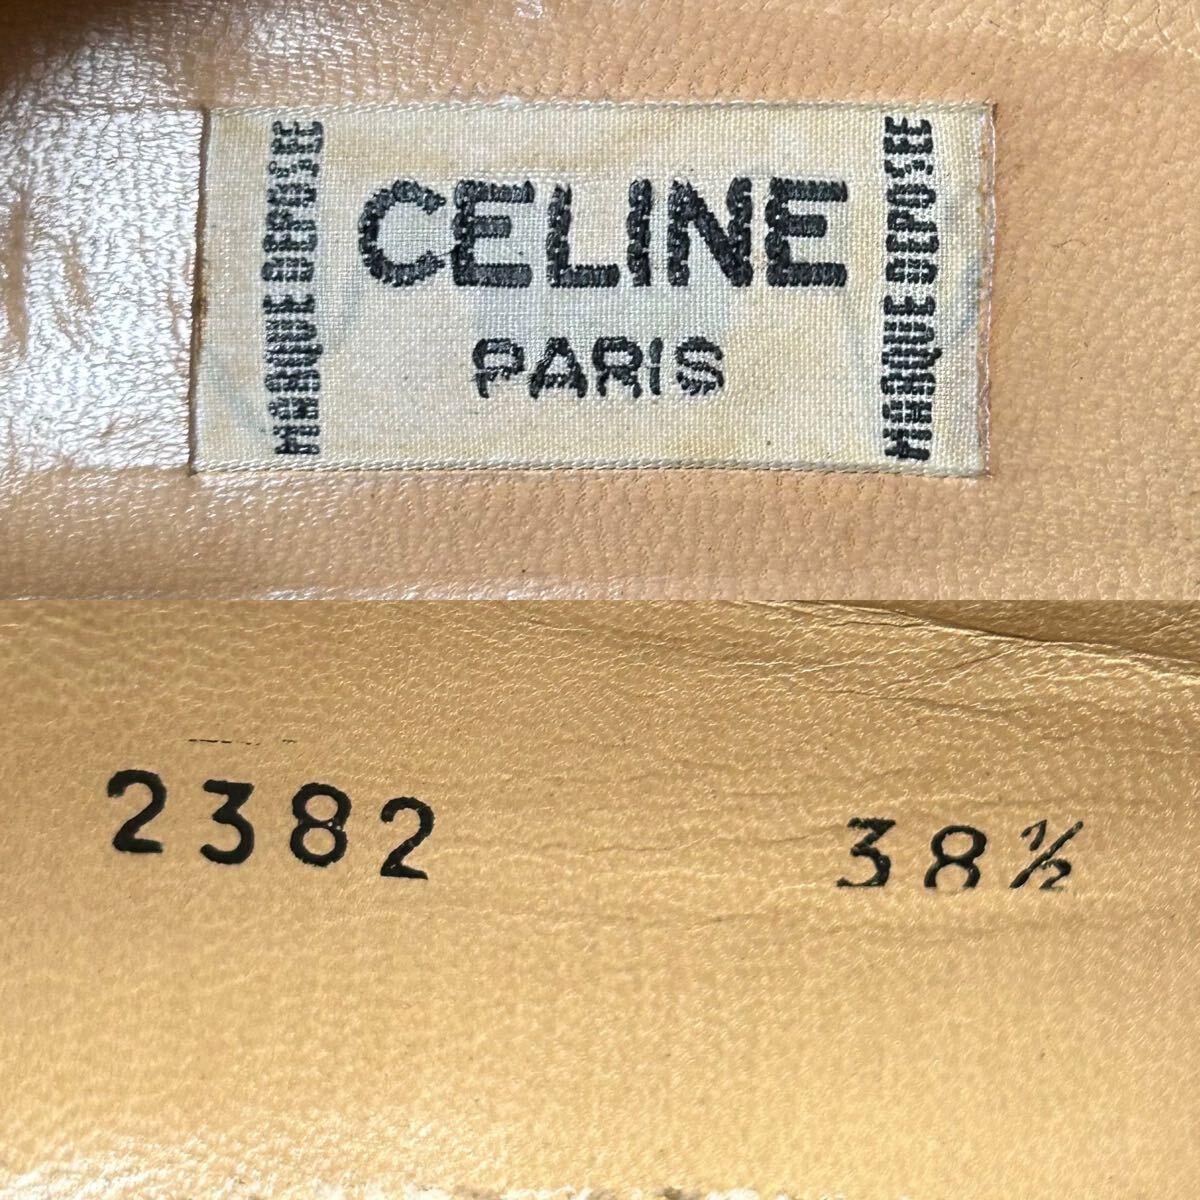 MARQUE DEPOSEE
CELINE
PARIS
MARQUE DEPOSEE
2382 38½